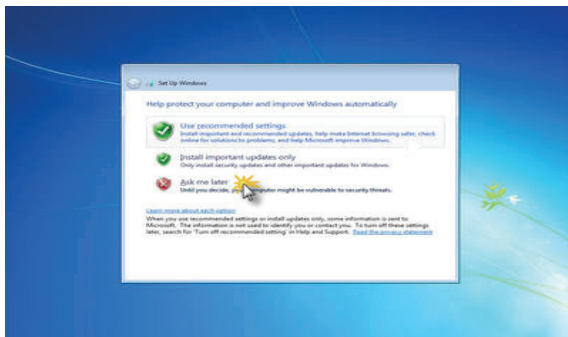 Set Up Windows
Help protect your computer and improve Windows automatically
Use recommended settings
Install important and recommended updates, help make Internet browsing safer, check
online for solutions to problems, and help Microsoft improve Windows.
Install important updates only
Only install security updates and other important updates for Windows.
Ask me later
Until you decide, computer might be vulnerable to security threats.
Learn more about each option
When you use recommended settings or install updates only, some information is sent to
Microsoft. The information is not used to identify you or contact you. To turn off these settings
later, search for 'Turn off recommended setting' in Help and Support. Read the privacy statement